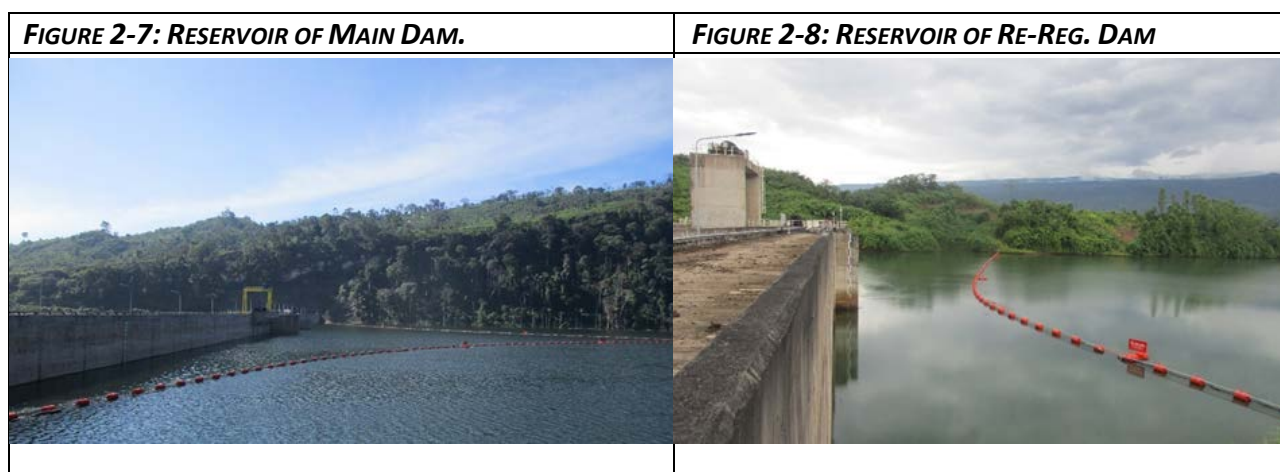 FIGURE 2-7: RESERVOIR OF MAIN DAM.
FIGURE 2-8: RESERVOIR OF RE-REG. DAM